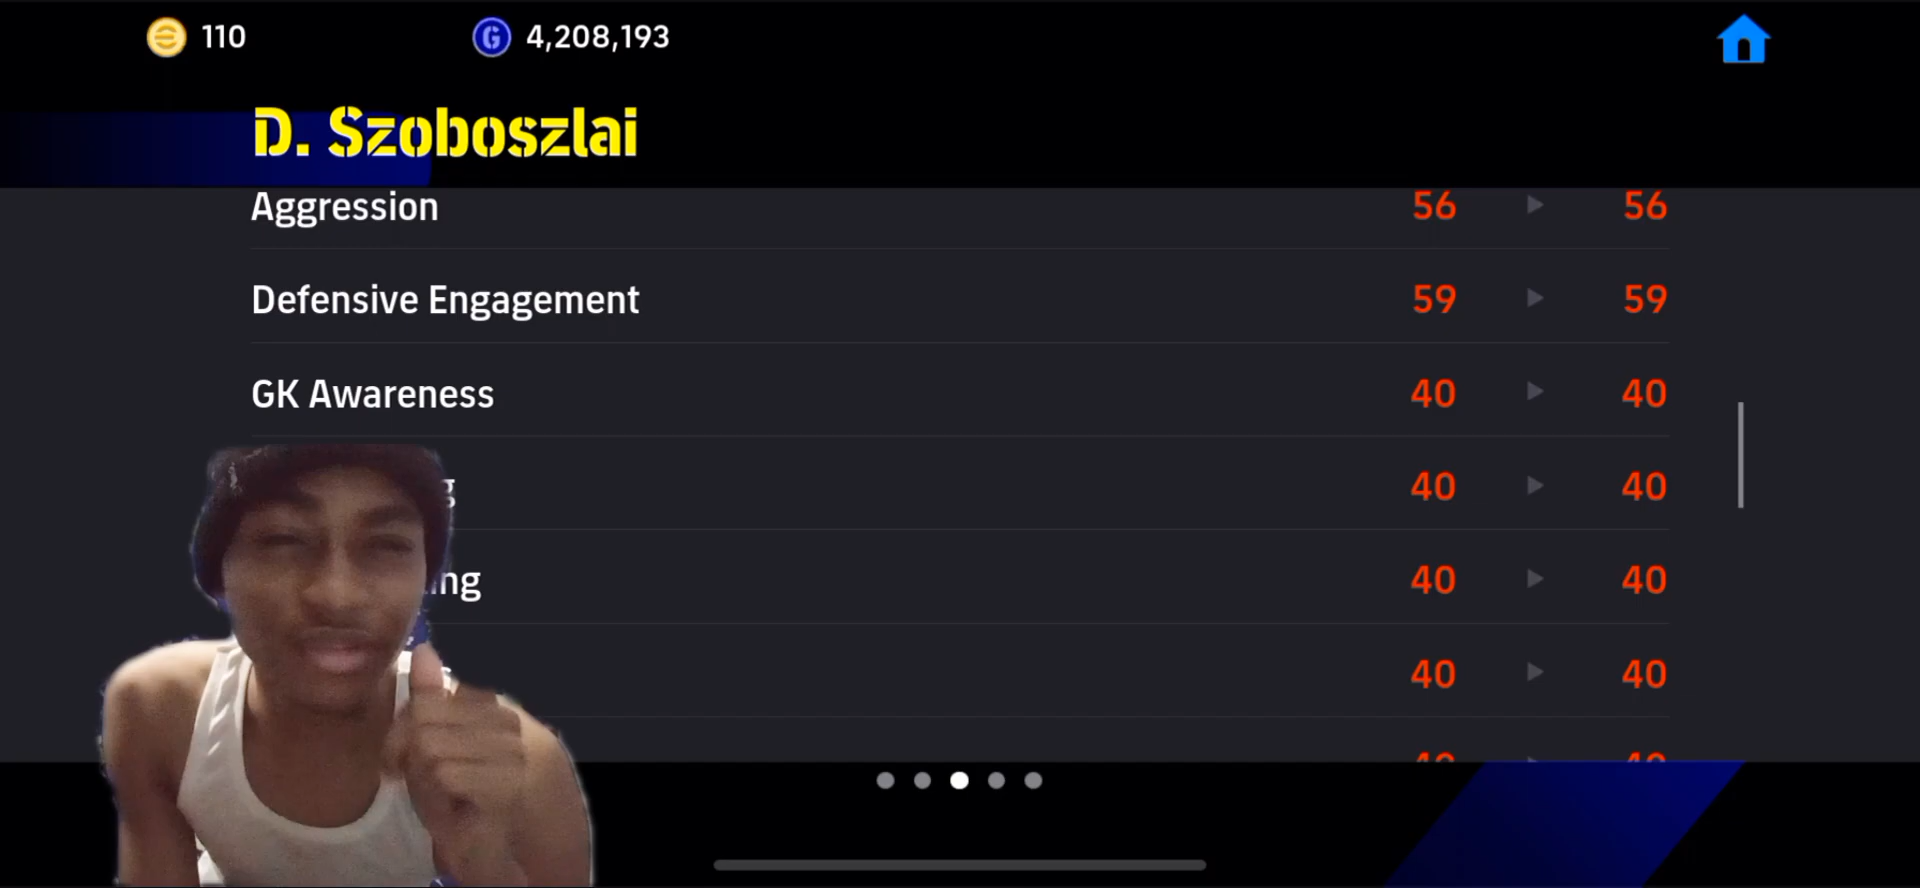 110
4,208,193
D. Szoboszlai
Aggression 56 56
Defensive Engagement 59 59
GK Awareness 40 40
40 40
40 40
40 40